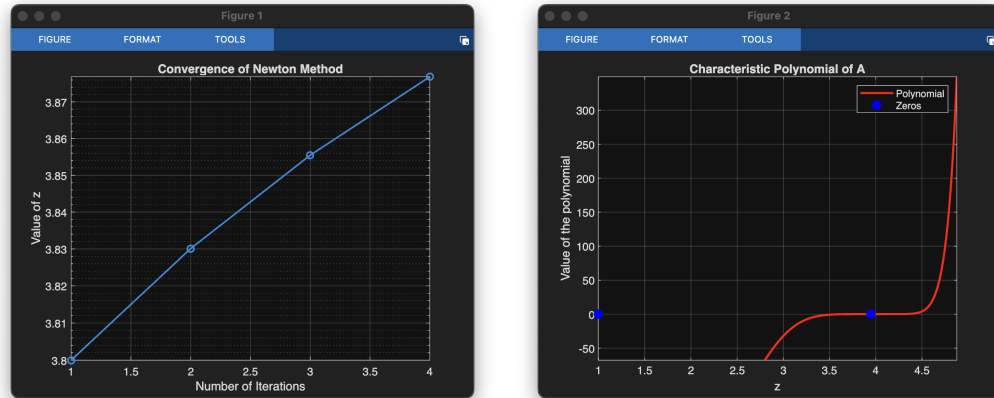 Figure 1
FIGURE FORMAT TOOLS
Convergence of Newton Method
3.87
3.86
3.85
3.84
3.83
3.82
3.81
3.8
Value of z
1 1.5 2 2.5 3 3.5 4
Number of Iterations
Figure 2
FIGURE FORMAT TOOLS
Characteristic Polynomial of A
Polynomial
Zeros
350
300
250
200
150
100
50
0
-50
Value of the polynomial
1 1.5 2 2.5 3 3.5 4 4.5
z